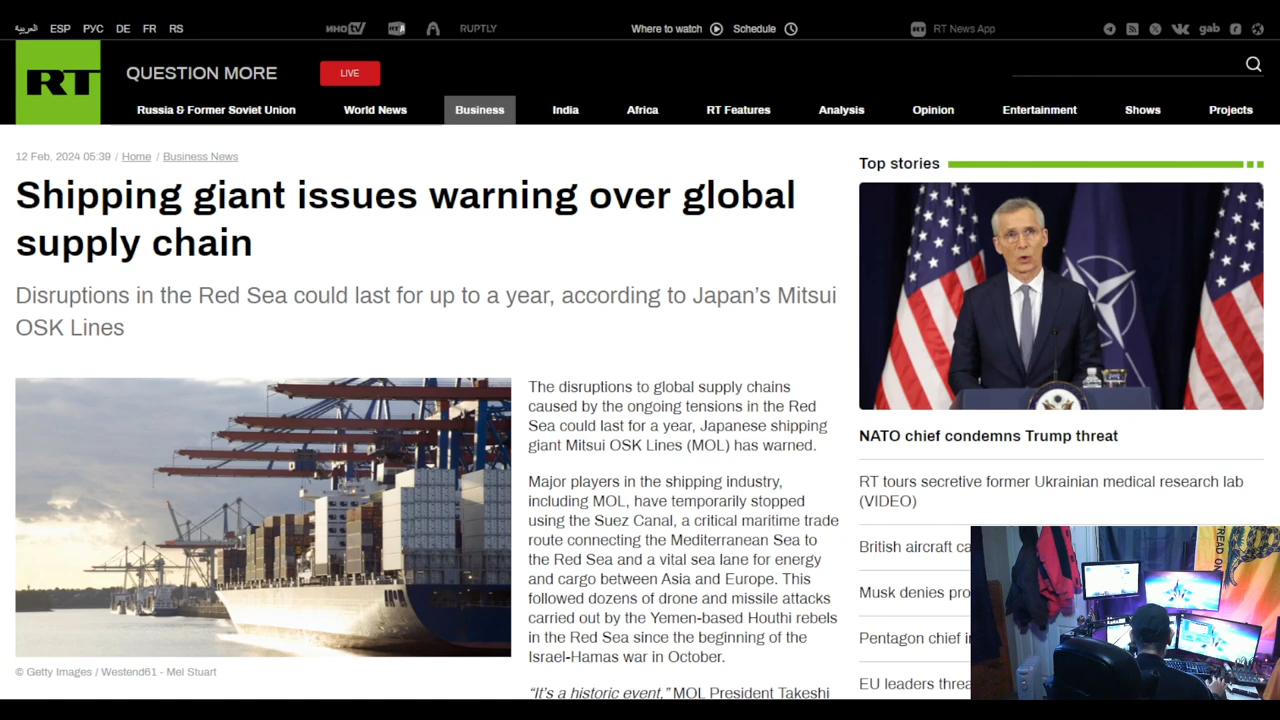 العربية ESP РУС DE FR RS ИНОTV RTД RUPTLY Where to watch Schedule RT News App gab
RT QUESTION MORE LIVE
Russia & Former Soviet Union World News Business India Africa RT Features Analysis Opinion Entertainment Shows Projects
12 Feb, 2024 05:39 / Home / Business News
Shipping giant issues warning over global
supply chain
Disruptions in the Red Sea could last for up to a year, according to Japan's Mitsui
OSK Lines
© Getty Images / Westend61 - Mel Stuart
The disruptions to global supply chains
caused by the ongoing tensions in the Red
Sea could last for a year, Japanese shipping
giant Mitsui OSK Lines (MOL) has warned.
Major players in the shipping industry,
including MOL, have temporarily stopped
using the Suez Canal, a critical maritime trade
route connecting the Mediterranean Sea to
the Red Sea and a vital sea lane for energy
and cargo between Asia and Europe. This
followed dozens of drone and missile attacks
carried out by the Yemen-based Houthi rebels
in the Red Sea since the beginning of the
Israel-Hamas war in October.
"It's a historic event," MOL President Takeshi
Top stories
NATO chief condemns Trump threat
RT tours secretive former Ukrainian medical research lab
(VIDEO)
British aircraft ca
Musk denies pro
Pentagon chief i
EU leaders threa
READ ON